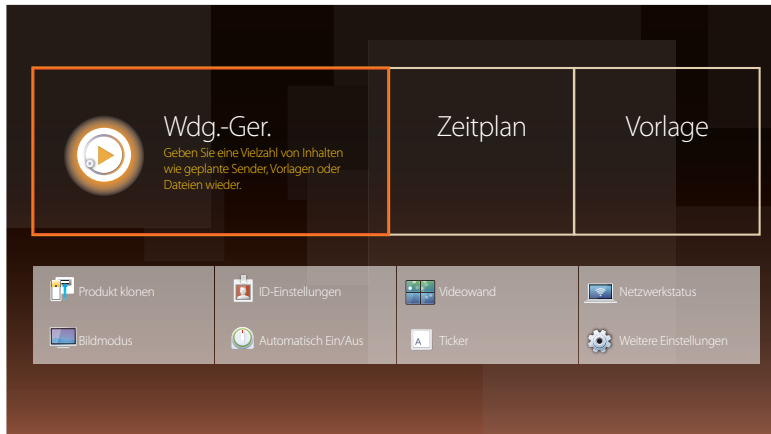 Wdg.-Ger.
Geben Sie eine Vielzahl von Inhalten
wie geplante Sender, Vorlagen oder
Dateien wieder.
Zeitplan
Vorlage
Produkt klonen
ID-Einstellungen
Videowand
Netzwerkstatus
Bildmodus
Automatisch Ein/Aus
A
Ticker
Weitere Einstellungen